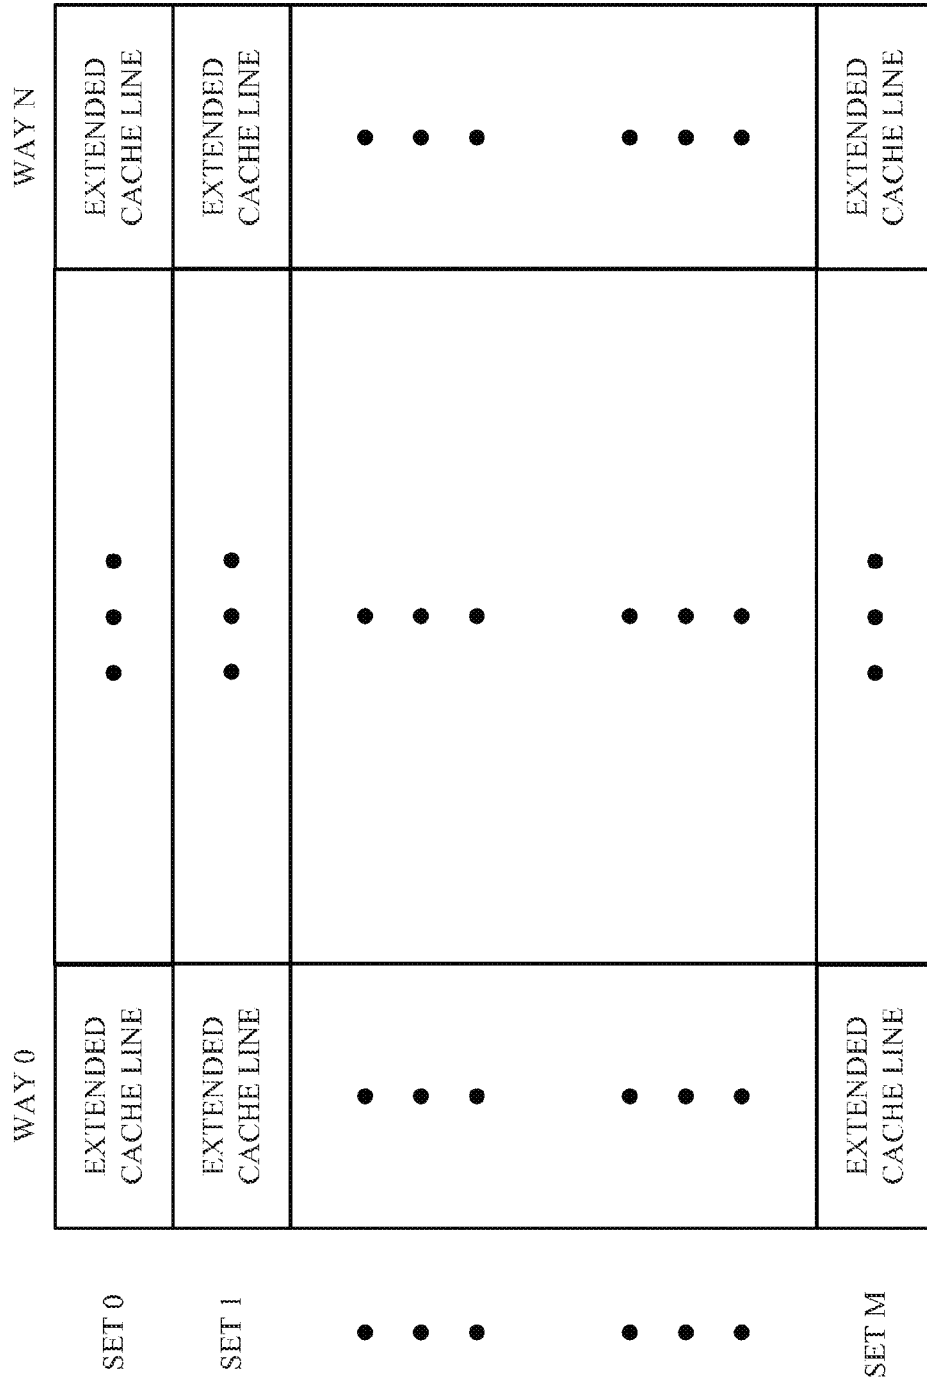 WAY 0
WAY N
SET 0
EXTENDED
CACHE LINE
EXTENDED
CACHE LINE
SET 1
EXTENDED
CACHE LINE
EXTENDED
CACHE LINE
SET M
EXTENDED
CACHE LINE
EXTENDED
CACHE LINE